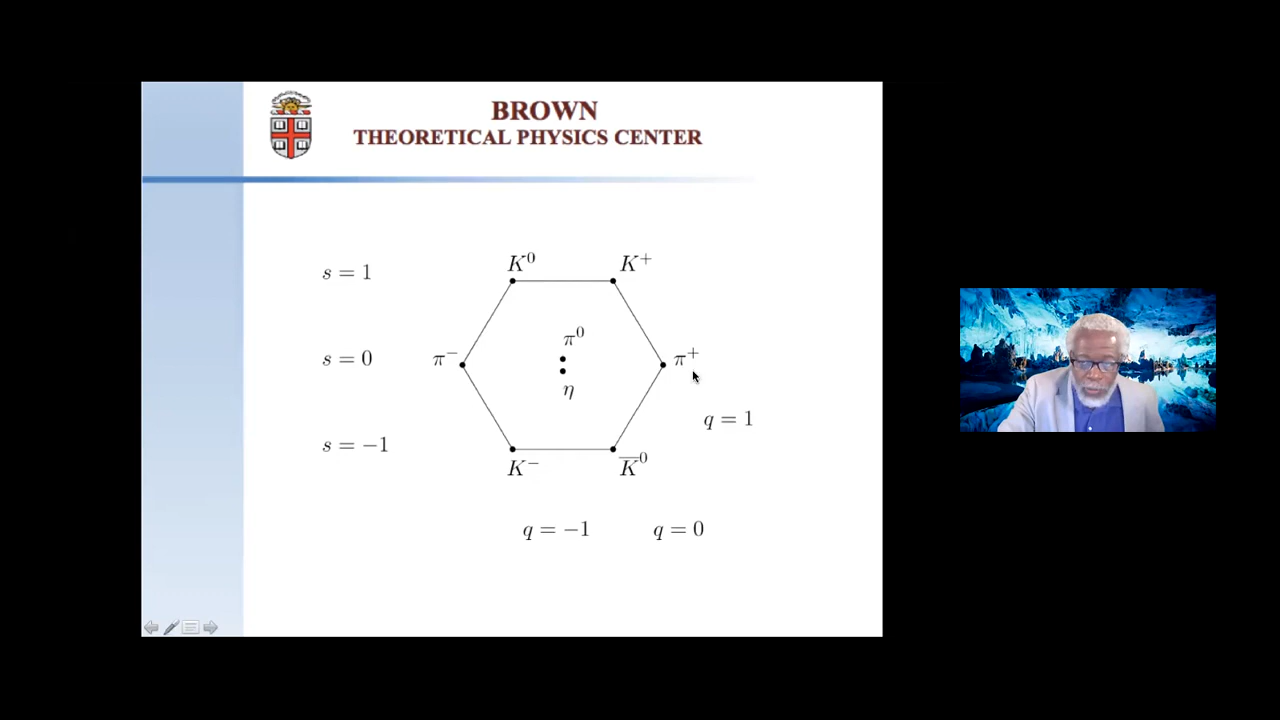 BROWN
THEORETICAL PHYSICS CENTER
K⁰ K⁺
s = 1
π⁰
s = 0 π⁻ π⁺
η
q = 1
s = −1
K⁻ K̅⁰
q = −1 q = 0